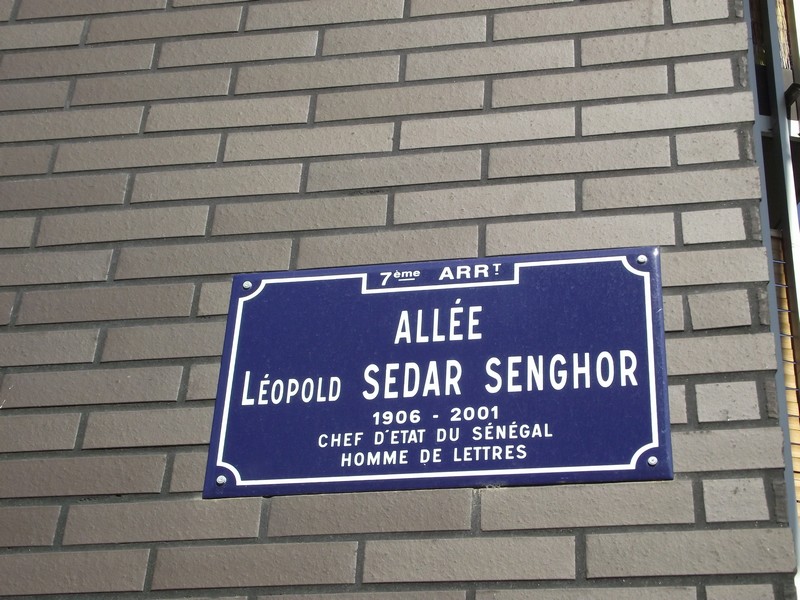 7ème ARRT
ALLÉE
LÉOPOLD SEDAR SENGHOR
1906 - 2001
CHEF D'ETAT DU SÉNÉGAL
HOMME DE LETTRES